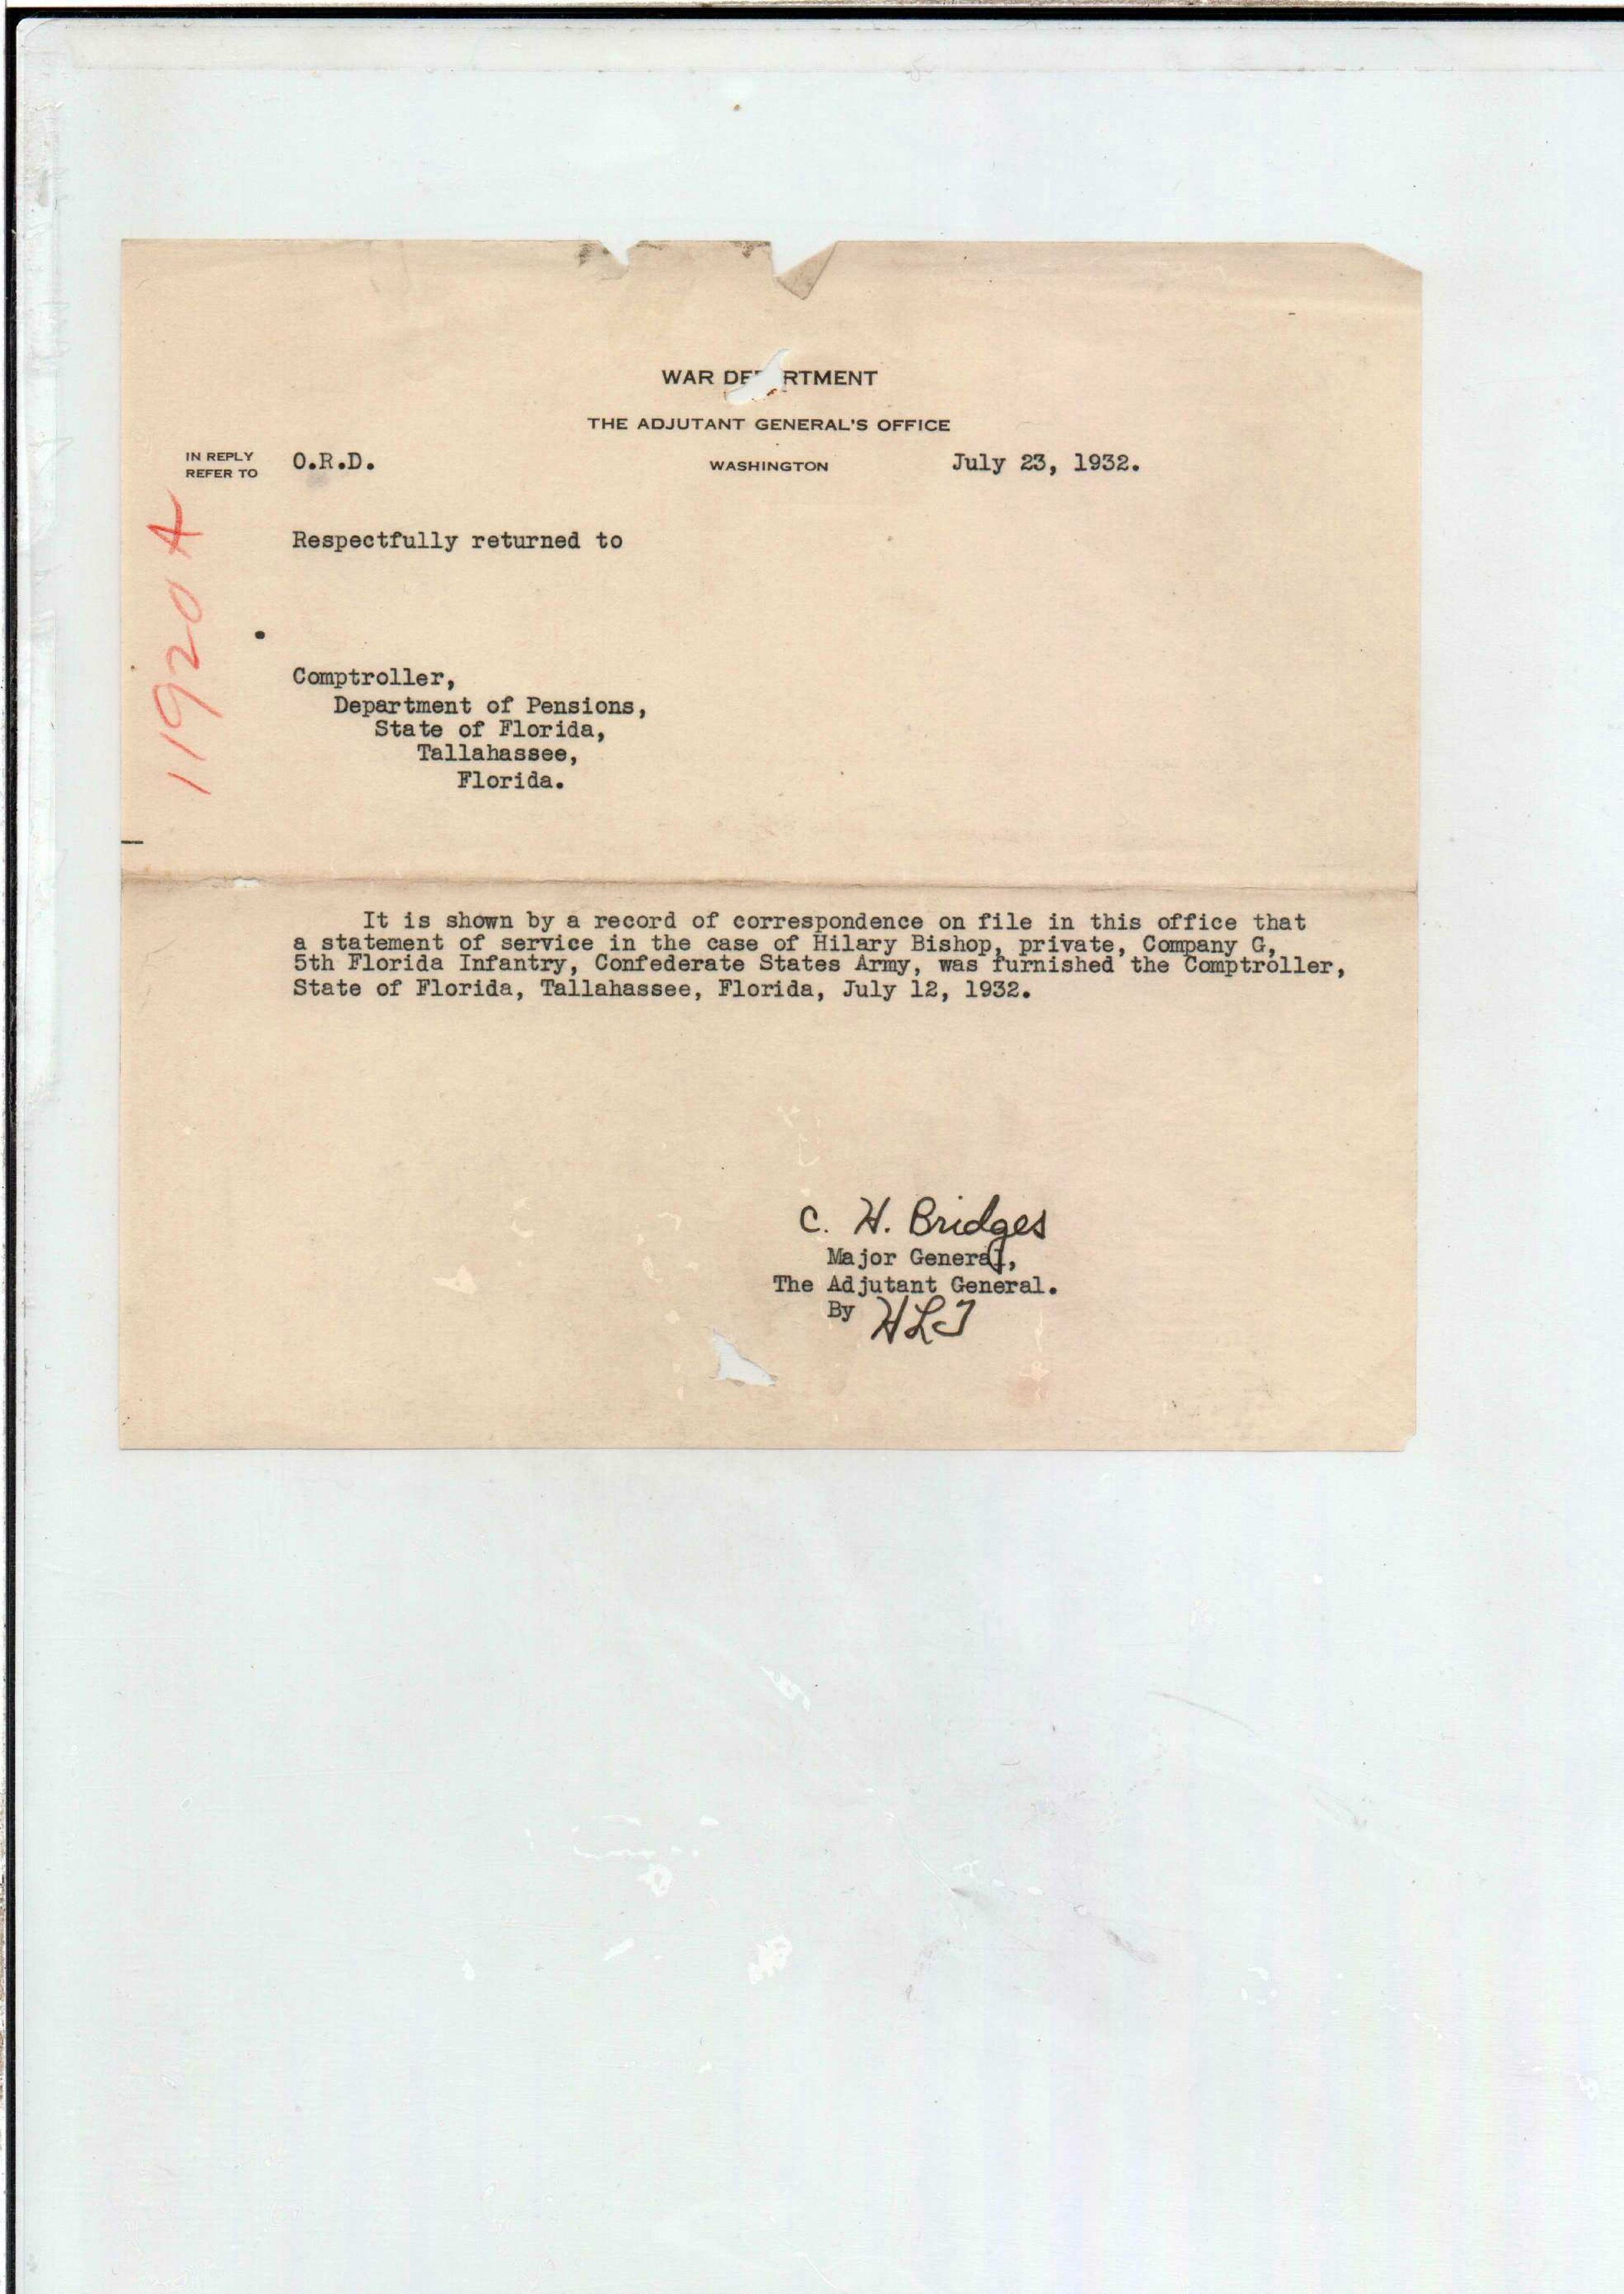 WAR DEPARTMENT
THE ADJUTANT GENERAL'S OFFICE
IN REPLY
REFER TO O.R.D. WASHINGTON July 23, 1932.
11920 A
Respectfully returned to
Comptroller,
Department of Pensions,
State of Florida,
Tallahassee,
Florida.
It is shown by a record of correspondence on file in this office that
a statement of service in the case of Hilary Bishop, private, Company G,
5th Florida Infantry, Confederate States Army, was furnished the Comptroller,
State of Florida, Tallahassee, Florida, July 12, 1932.
C. H. Bridges
Major General,
The Adjutant General.
By HLT